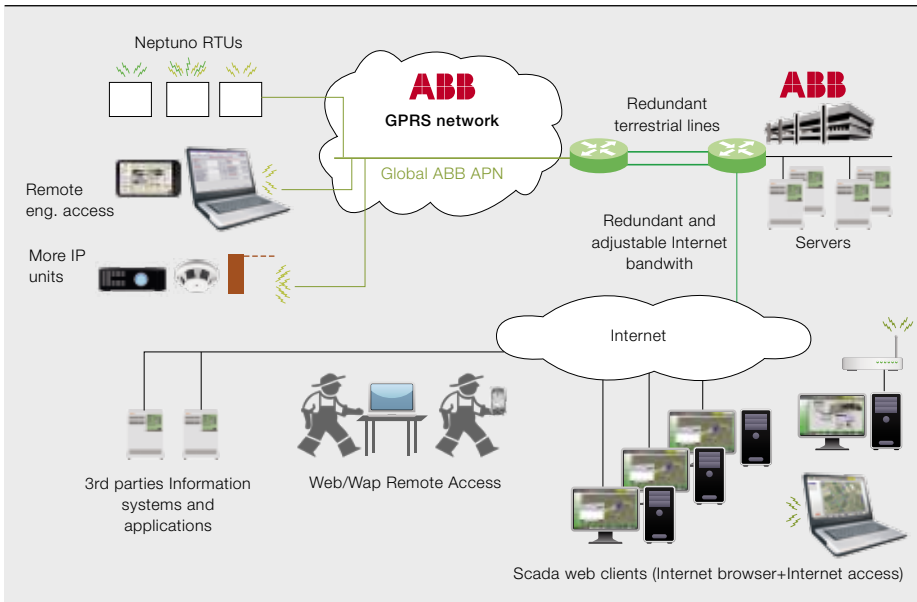 Neptuno RTUs
ABB
GPRS network
Global ABB APN
Redundant
terrestrial lines
ABB
Servers
Remote
eng. access
More IP
units
Redundant and
adjustable Internet
bandwith
Internet
3rd parties Information
systems and
applications
Web/Wap Remote Access
Scada web clients (Internet browser+Internet access)